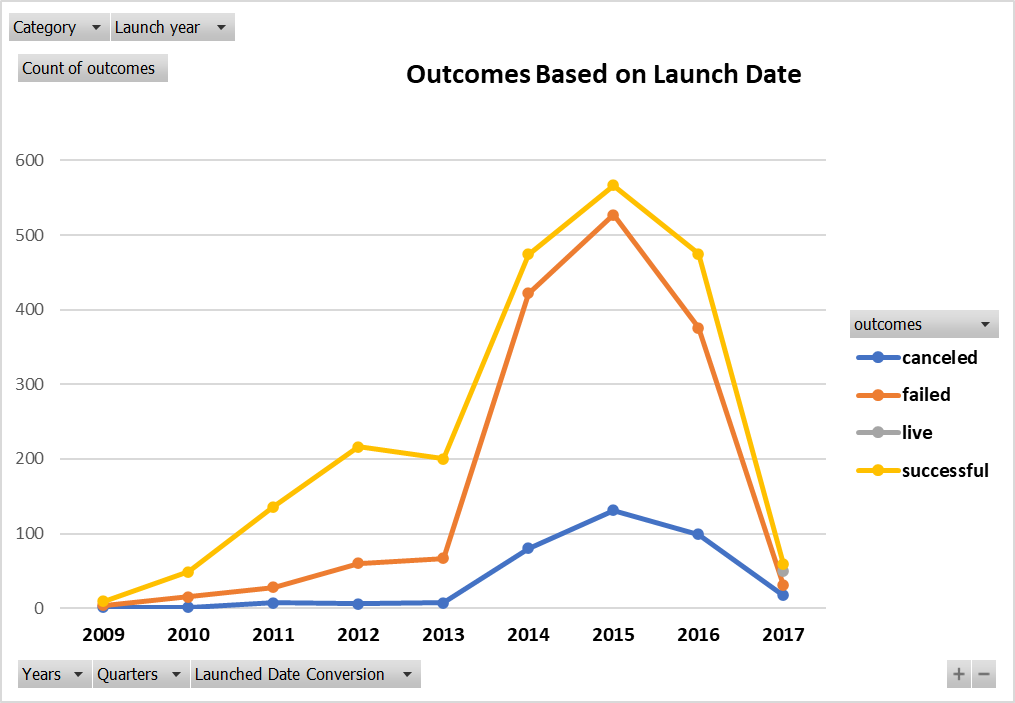 Category Launch year
Count of outcomes
Outcomes Based on Launch Date
600
500
400
300
200
100
0
2009 2010 2011 2012 2013 2014 2015 2016 2017
outcomes
canceled
failed
live
successful
Years Quarters Launched Date Conversion
+ −